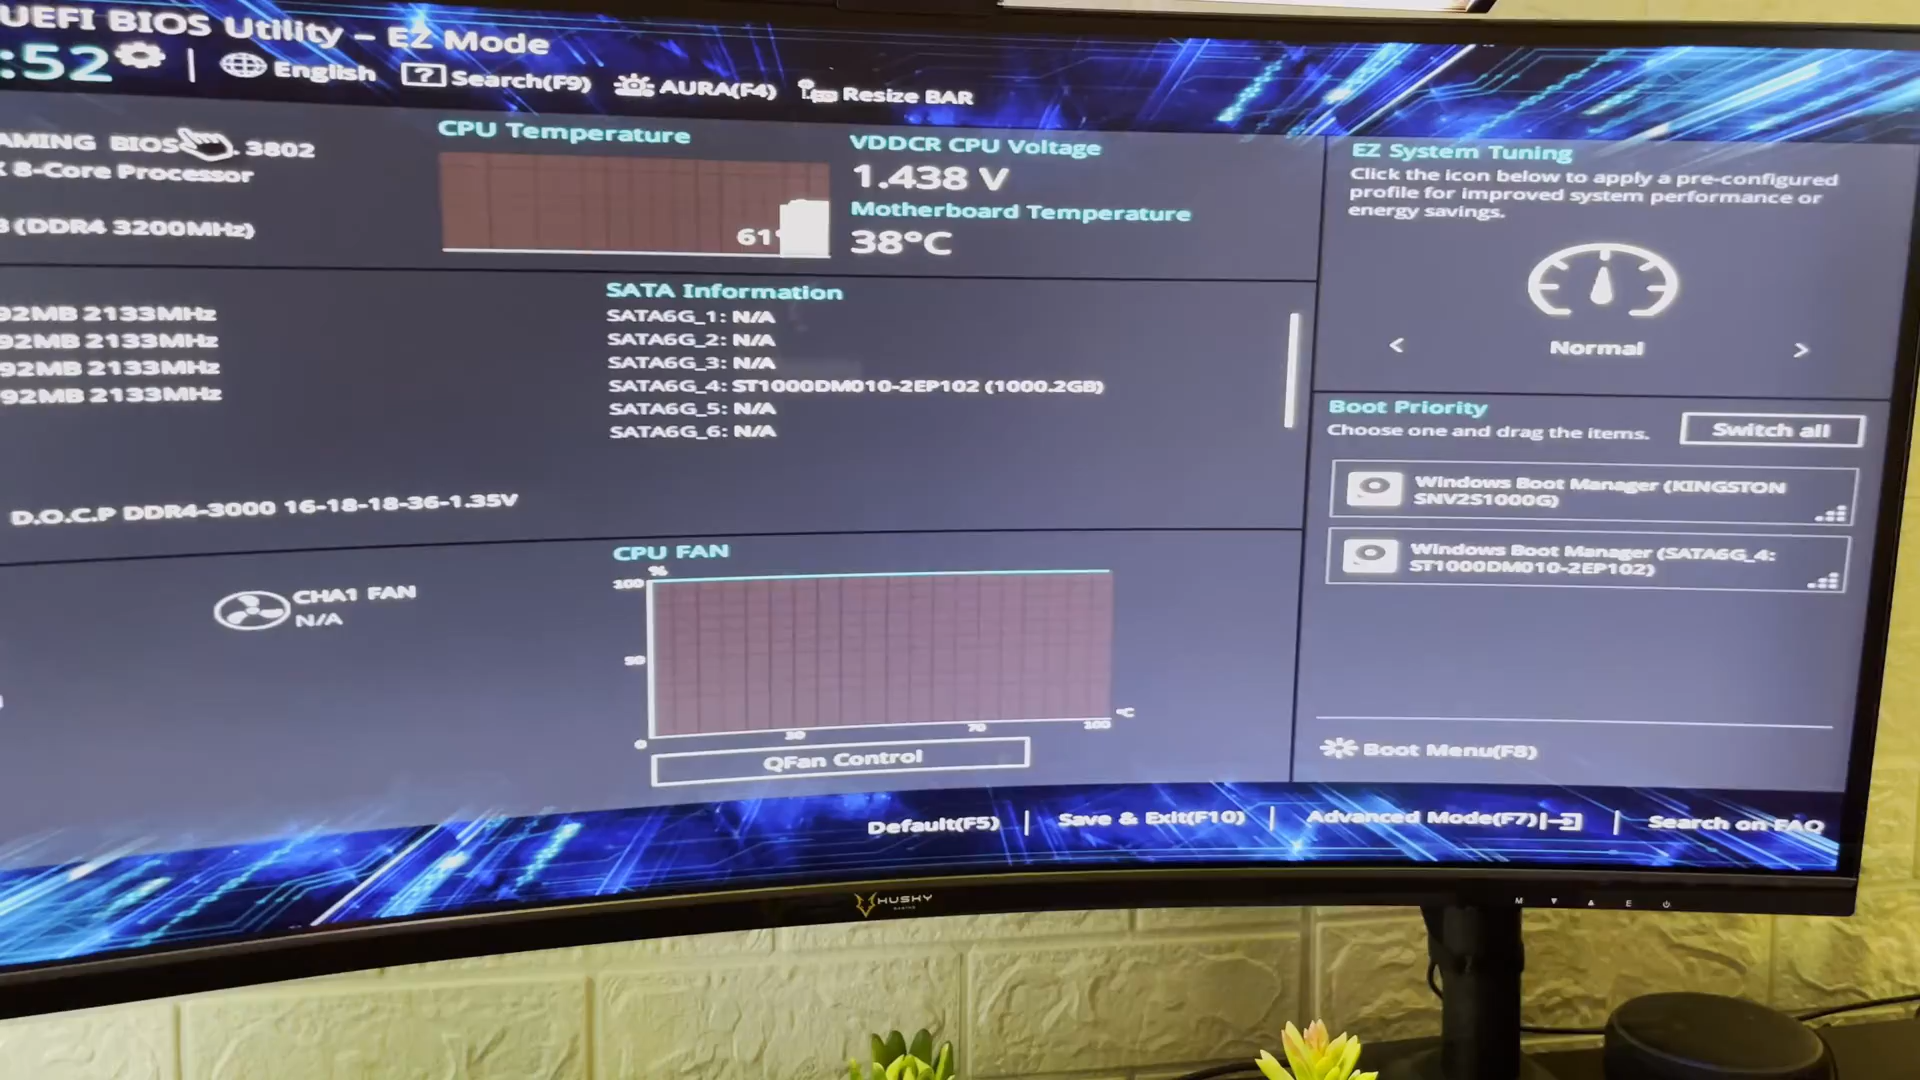 UEFI BIOS Utility – EZ Mode
:52
English
Search(F9)
AURA(F4)
Resize BAR
AMING BIOS . 3802
X 8-Core Processor
(DDR4 3200MHz)
CPU Temperature
61°
VDDCR CPU Voltage
1.438 V
Motherboard Temperature
38°C
EZ System Tuning
Click the icon below to apply a pre-configured
profile for improved system performance or
energy savings.
<
Normal
>
92MB 2133MHz
92MB 2133MHz
92MB 2133MHz
92MB 2133MHz
SATA Information
SATA6G_1: N/A
SATA6G_2: N/A
SATA6G_3: N/A
SATA6G_4: ST1000DM010-2EP102 (1000.2GB)
SATA6G_5: N/A
SATA6G_6: N/A
D.O.C.P DDR4-3000 16-18-18-36-1.35V
Boot Priority
Choose one and drag the items.
Switch all
Windows Boot Manager (KINGSTON
SNV2S1000G)
Windows Boot Manager (SATA6G_4:
ST1000DM010-2EP102)
CHA1 FAN
N/A
CPU FAN
%
100
50
0
30
70
100
°C
QFan Control
Boot Menu(F8)
Default(F5)
Save & Exit(F10)
Advanced Mode(F7)
Search on FAQ
HUSKY
M
E